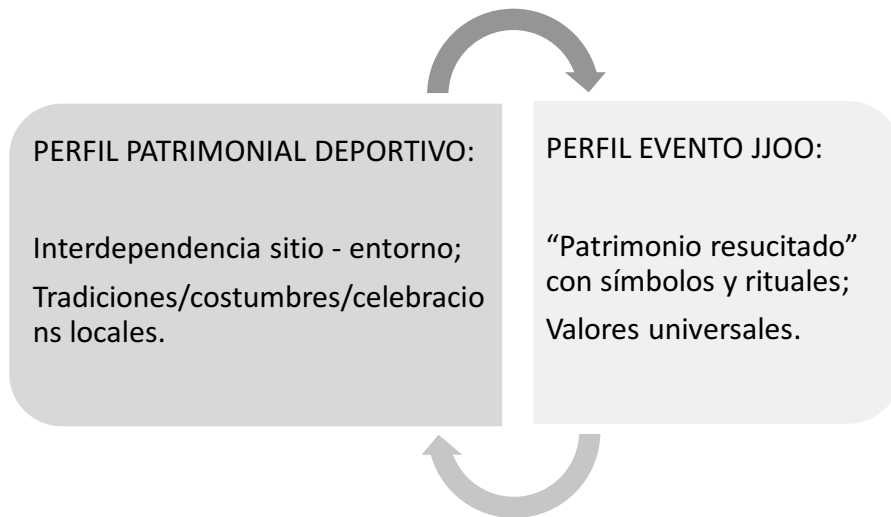 PERFIL PATRIMONIAL DEPORTIVO:
Interdependencia sitio - entorno;
Tradiciones/costumbres/celebracio
ns locales.
PERFIL EVENTO JJOO:
“Patrimonio resucitado”
con símbolos y rituales;
Valores universales.